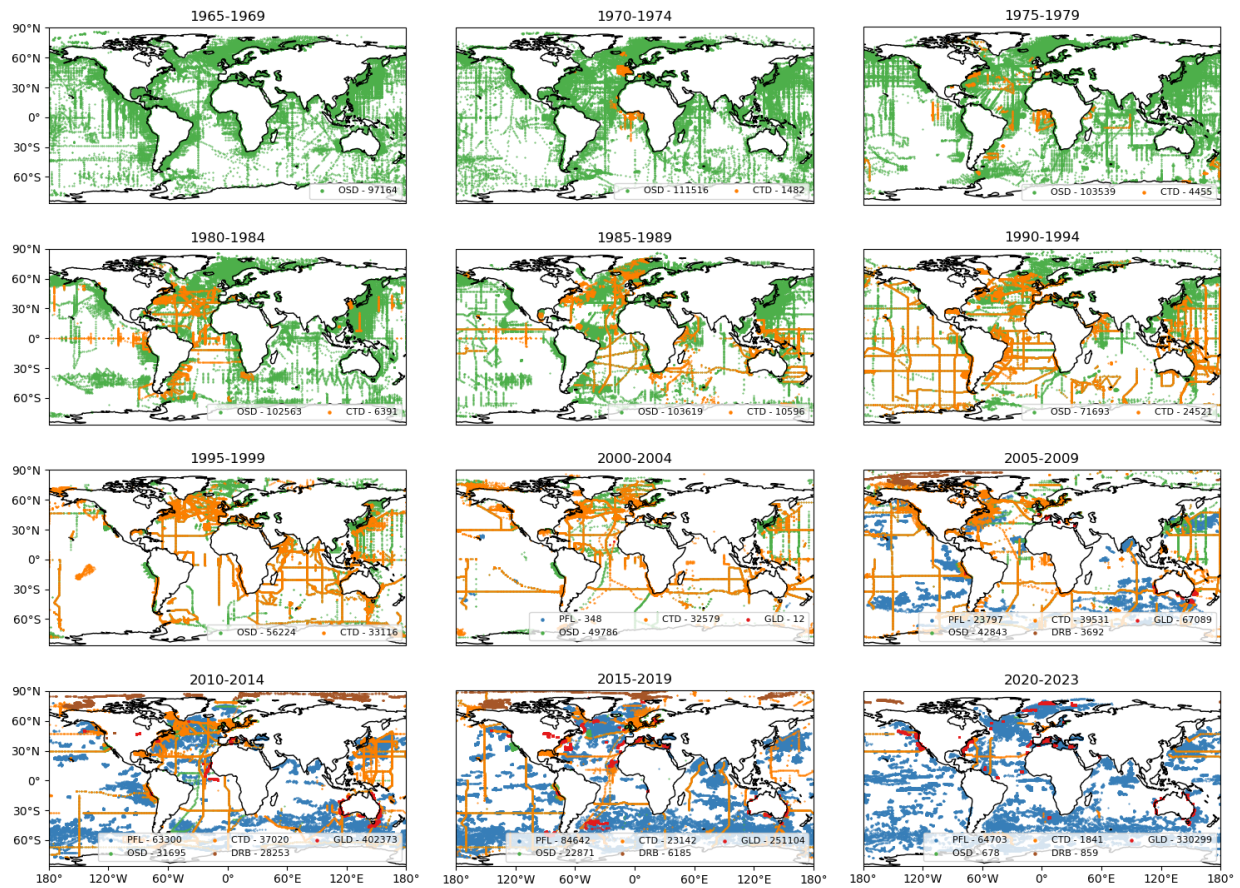 1965-1969
1970-1974
1975-1979
90°N
60°N
30°N
0°
30°S
60°S
OSD - 97164
OSD - 111516 CTD - 1482
OSD - 103539 CTD - 4455
1980-1984
1985-1989
1990-1994
90°N
60°N
30°N
0°
30°S
60°S
OSD - 102563 CTD - 6391
OSD - 103619 CTD - 10596
OSD - 71693 CTD - 24521
1995-1999
2000-2004
2005-2009
90°N
60°N
30°N
0°
30°S
60°S
OSD - 56224 CTD - 33116
PFL - 348 CTD - 32579 GLD - 12
OSD - 49786
PFL - 23797 CTD - 39531 GLD - 67089
OSD - 42843 DRB - 3692
2010-2014
2015-2019
2020-2023
90°N
60°N
30°N
0°
30°S
60°S
PFL - 63300 CTD - 37020 GLD - 402373
OSD - 31695 DRB - 28253
PFL - 84642 CTD - 23142 GLD - 251104
OSD - 22871 DRB - 6185
PFL - 64703 CTD - 1841 GLD - 330299
OSD - 678 DRB - 859
180° 120°W 60°W 0° 60°E 120°E 180°
180° 120°W 60°W 0° 60°E 120°E 180°
180° 120°W 60°W 0° 60°E 120°E 180°